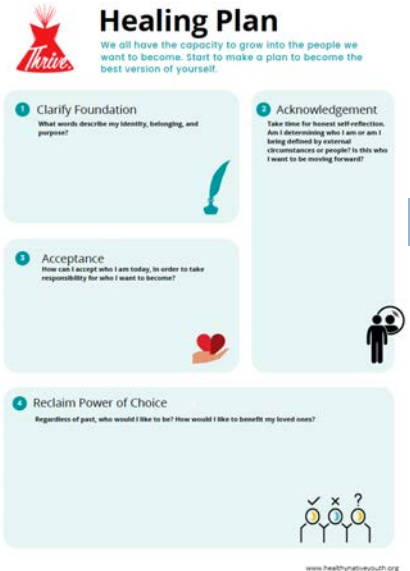 Thrive.
Healing Plan
We all have the capacity to grow into the people we
want to become. Start to make a plan to become the
best version of yourself.
1 Clarify Foundation
What words describe my identity, belonging, and
purpose?
2 Acknowledgement
Take time for honest self-reflection.
Am I determining who I am or am I
being defined by external
circumstances or people? Is this who
I want to be moving forward?
3 Acceptance
How can I accept who I am today, in order to take
responsibility for who I want to become?
4 Reclaim Power of Choice
Regardless of past, who would I like to be? How would I like to benefit my loved ones?
?
www.healthynativeyouth.org